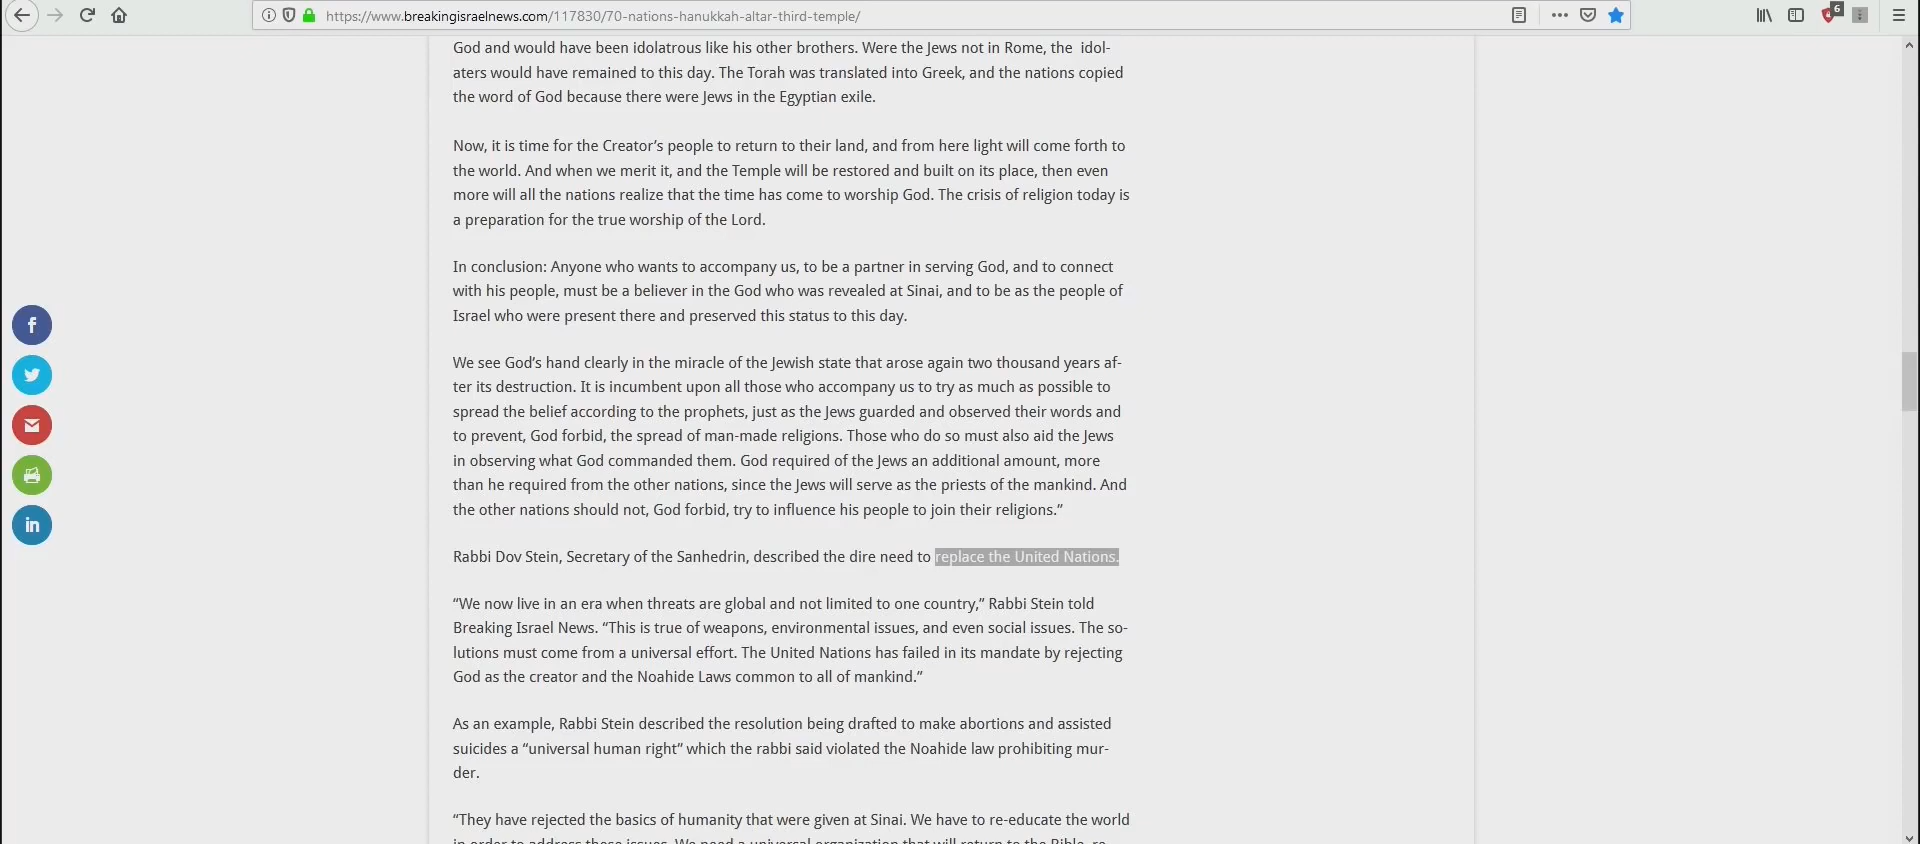 https://www.breakingisraelnews.com/117830/70-nations-hanukkah-altar-third-temple/
6
God and would have been idolatrous like his other brothers. Were the Jews not in Rome, the idol-
aters would have remained to this day. The Torah was translated into Greek, and the nations copied
the word of God because there were Jews in the Egyptian exile.
Now, it is time for the Creator’s people to return to their land, and from here light will come forth to
the world. And when we merit it, and the Temple will be restored and built on its place, then even
more will all the nations realize that the time has come to worship God. The crisis of religion today is
a preparation for the true worship of the Lord.
In conclusion: Anyone who wants to accompany us, to be a partner in serving God, and to connect
with his people, must be a believer in the God who was revealed at Sinai, and to be as the people of
Israel who were present there and preserved this status to this day.
We see God’s hand clearly in the miracle of the Jewish state that arose again two thousand years af-
ter its destruction. It is incumbent upon all those who accompany us to try as much as possible to
spread the belief according to the prophets, just as the Jews guarded and observed their words and
to prevent, God forbid, the spread of man-made religions. Those who do so must also aid the Jews
in observing what God commanded them. God required of the Jews an additional amount, more
than he required from the other nations, since the Jews will serve as the priests of the mankind. And
the other nations should not, God forbid, try to influence his people to join their religions.”
Rabbi Dov Stein, Secretary of the Sanhedrin, described the dire need to replace the United Nations.
“We now live in an era when threats are global and not limited to one country,” Rabbi Stein told
Breaking Israel News. “This is true of weapons, environmental issues, and even social issues. The so-
lutions must come from a universal effort. The United Nations has failed in its mandate by rejecting
God as the creator and the Noahide Laws common to all of mankind.”
As an example, Rabbi Stein described the resolution being drafted to make abortions and assisted
suicides a “universal human right” which the rabbi said violated the Noahide law prohibiting mur-
der.
“They have rejected the basics of humanity that were given at Sinai. We have to re-educate the world
in order to address these issues. We need a universal organization that will return to the Bible, re-